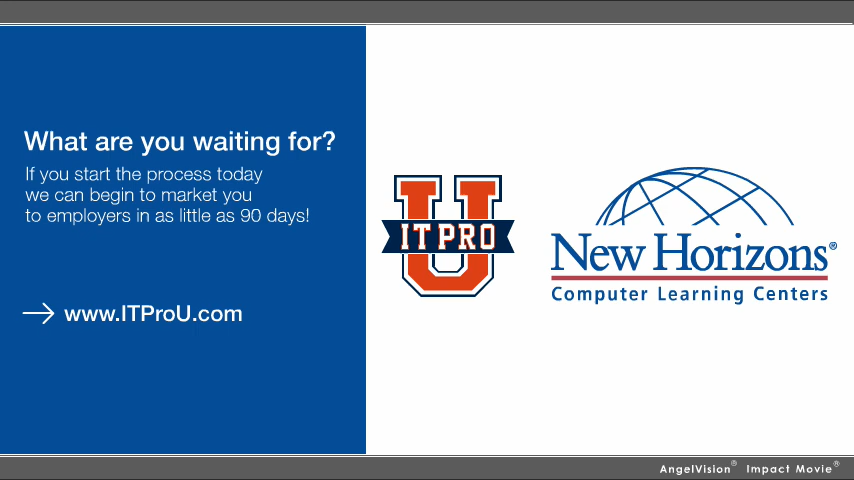 What are you waiting for?
If you start the process today
we can begin to market you
to employers in as little as 90 days!
www.ITProU.com
U
IT PRO
New Horizons®
Computer Learning Centers
AngelVision® Impact Movie®